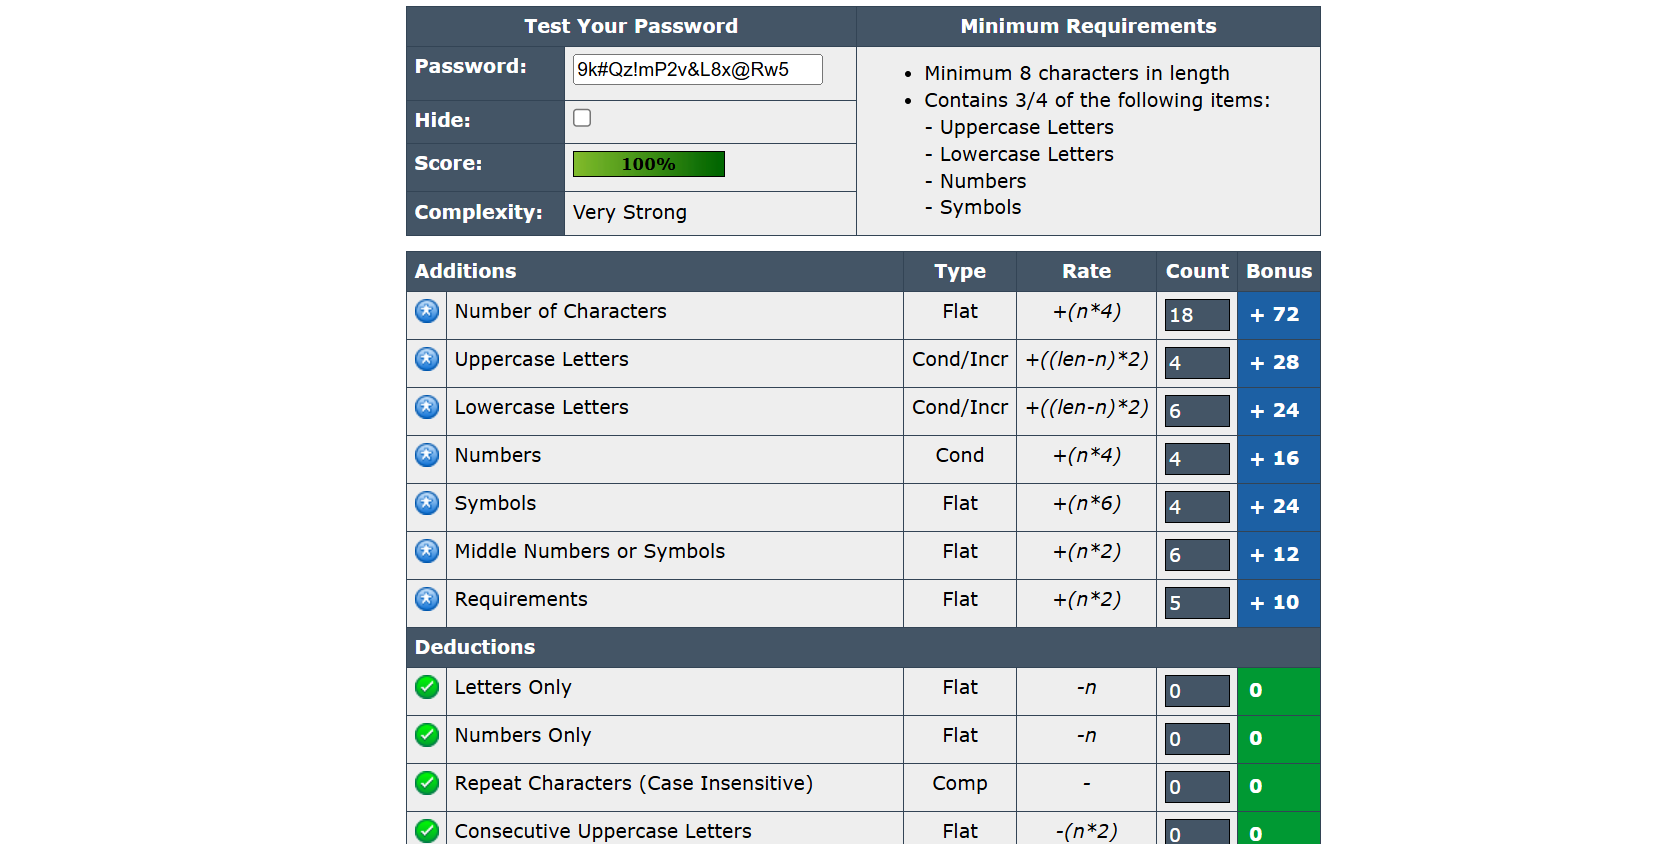 Test Your Password
Minimum Requirements
Password:
9k#Qz!mP2v&L8x@Rw5
Hide:
Score:
100%
Complexity:
Very Strong
• Minimum 8 characters in length
• Contains 3/4 of the following items:
- Uppercase Letters
- Lowercase Letters
- Numbers
- Symbols
Additions Type Rate Count Bonus
Number of Characters Flat +(n*4) 18 + 72
Uppercase Letters Cond/Incr +((len-n)*2) 4 + 28
Lowercase Letters Cond/Incr +((len-n)*2) 6 + 24
Numbers Cond +(n*4) 4 + 16
Symbols Flat +(n*6) 4 + 24
Middle Numbers or Symbols Flat +(n*2) 6 + 12
Requirements Flat +(n*2) 5 + 10
Deductions
Letters Only Flat -n 0 0
Numbers Only Flat -n 0 0
Repeat Characters (Case Insensitive) Comp - 0 0
Consecutive Uppercase Letters Flat -(n*2) 0 0